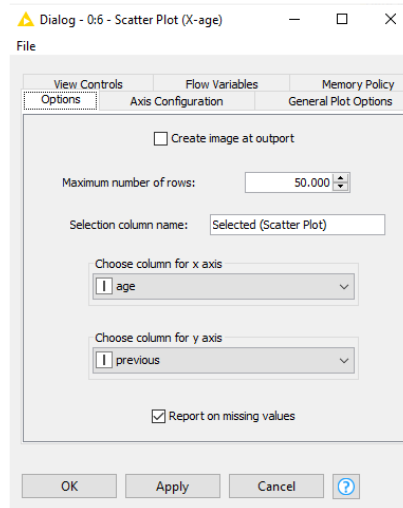 Dialog - 0:6 - Scatter Plot (X-age)
File
View Controls Flow Variables Memory Policy
Options Axis Configuration General Plot Options
Create image at outport
Maximum number of rows: 50.000
Selection column name: Selected (Scatter Plot)
Choose column for x axis
I age
Choose column for y axis
I previous
Report on missing values
OK Apply Cancel ?